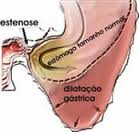 estenose
estômago tamanho normal
dilatação
gástrica